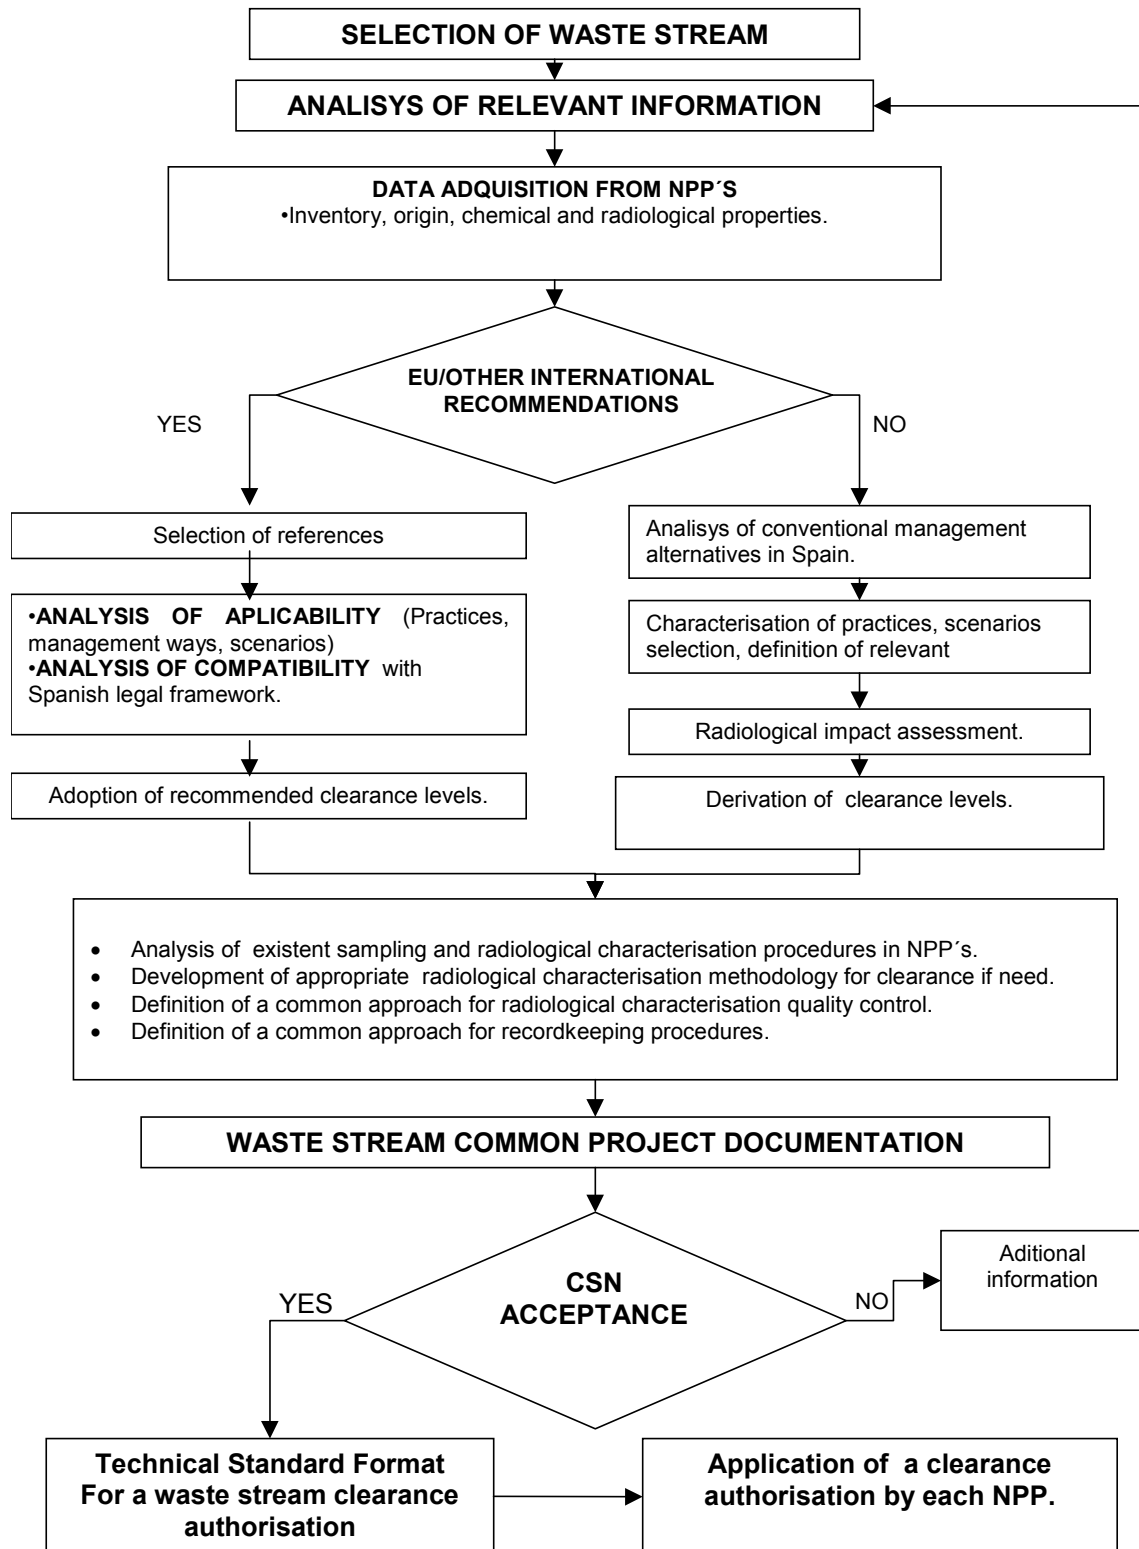 SELECTION OF WASTE STREAM
ANALISYS OF RELEVANT INFORMATION
DATA ADQUISITION FROM NPP´S
•Inventory, origin, chemical and radiological properties.
EU/OTHER INTERNATIONAL
RECOMMENDATIONS
YES
NO
Selection of references
•ANALYSIS OF APLICABILITY (Practices,
management ways, scenarios)
•ANALYSIS OF COMPATIBILITY with
Spanish legal framework.
Adoption of recommended clearance levels.
Analisys of conventional management
alternatives in Spain.
Characterisation of practices, scenarios
selection, definition of relevant
Radiological impact assessment.
Derivation of clearance levels.
• Analysis of existent sampling and radiological characterisation procedures in NPP´s.
• Development of appropriate radiological characterisation methodology for clearance if need.
• Definition of a common approach for radiological characterisation quality control.
• Definition of a common approach for recordkeeping procedures.
WASTE STREAM COMMON PROJECT DOCUMENTATION
CSN
ACCEPTANCE
YES
NO
Aditional
information
Technical Standard Format
For a waste stream clearance
authorisation
Application of a clearance
authorisation by each NPP.